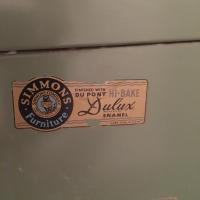 SIMMONS
Furniture
FINISHED WITH
DU PONT HI-BAKE
Dulux
ENAMEL